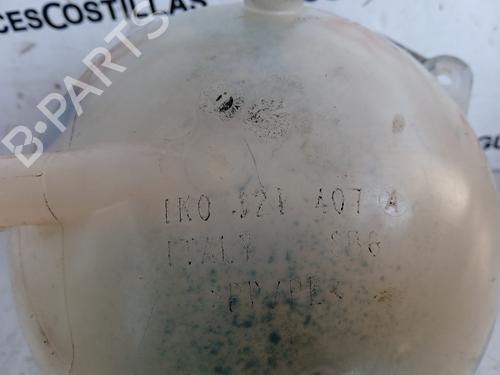 CESCOSTILLAS
B-PARTS
1K0 121 407 A
ITALY
>PP/PE<